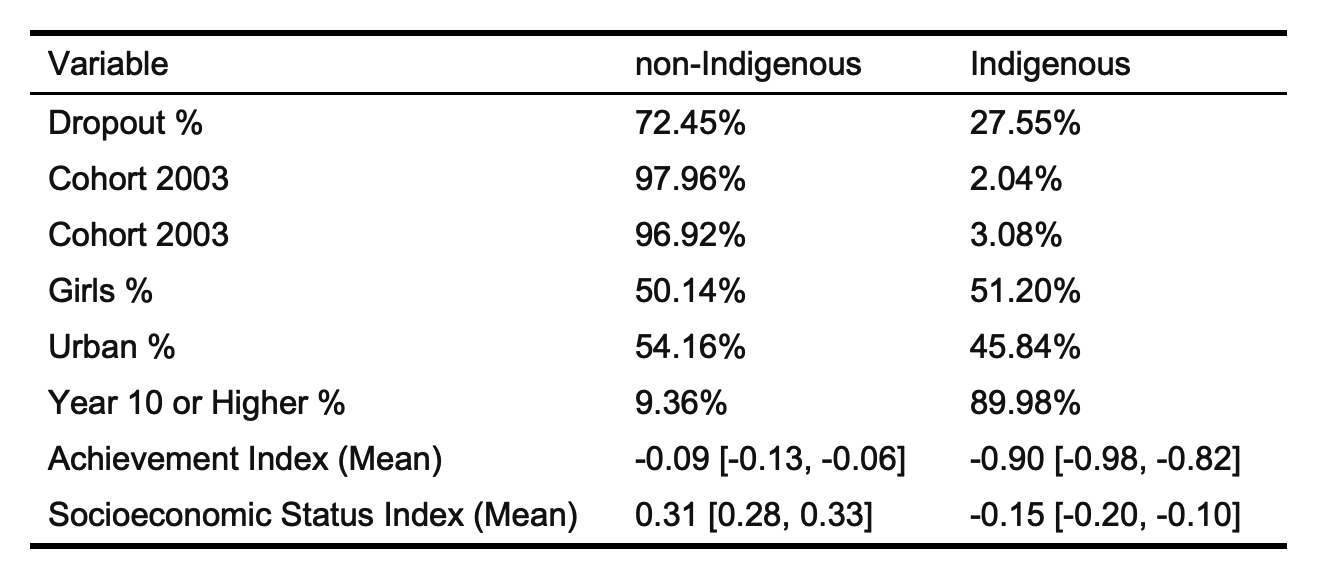 Variable non-Indigenous Indigenous
Dropout % 72.45% 27.55%
Cohort 2003 97.96% 2.04%
Cohort 2003 96.92% 3.08%
Girls % 50.14% 51.20%
Urban % 54.16% 45.84%
Year 10 or Higher % 9.36% 89.98%
Achievement Index (Mean) -0.09 [-0.13, -0.06] -0.90 [-0.98, -0.82]
Socioeconomic Status Index (Mean) 0.31 [0.28, 0.33] -0.15 [-0.20, -0.10]